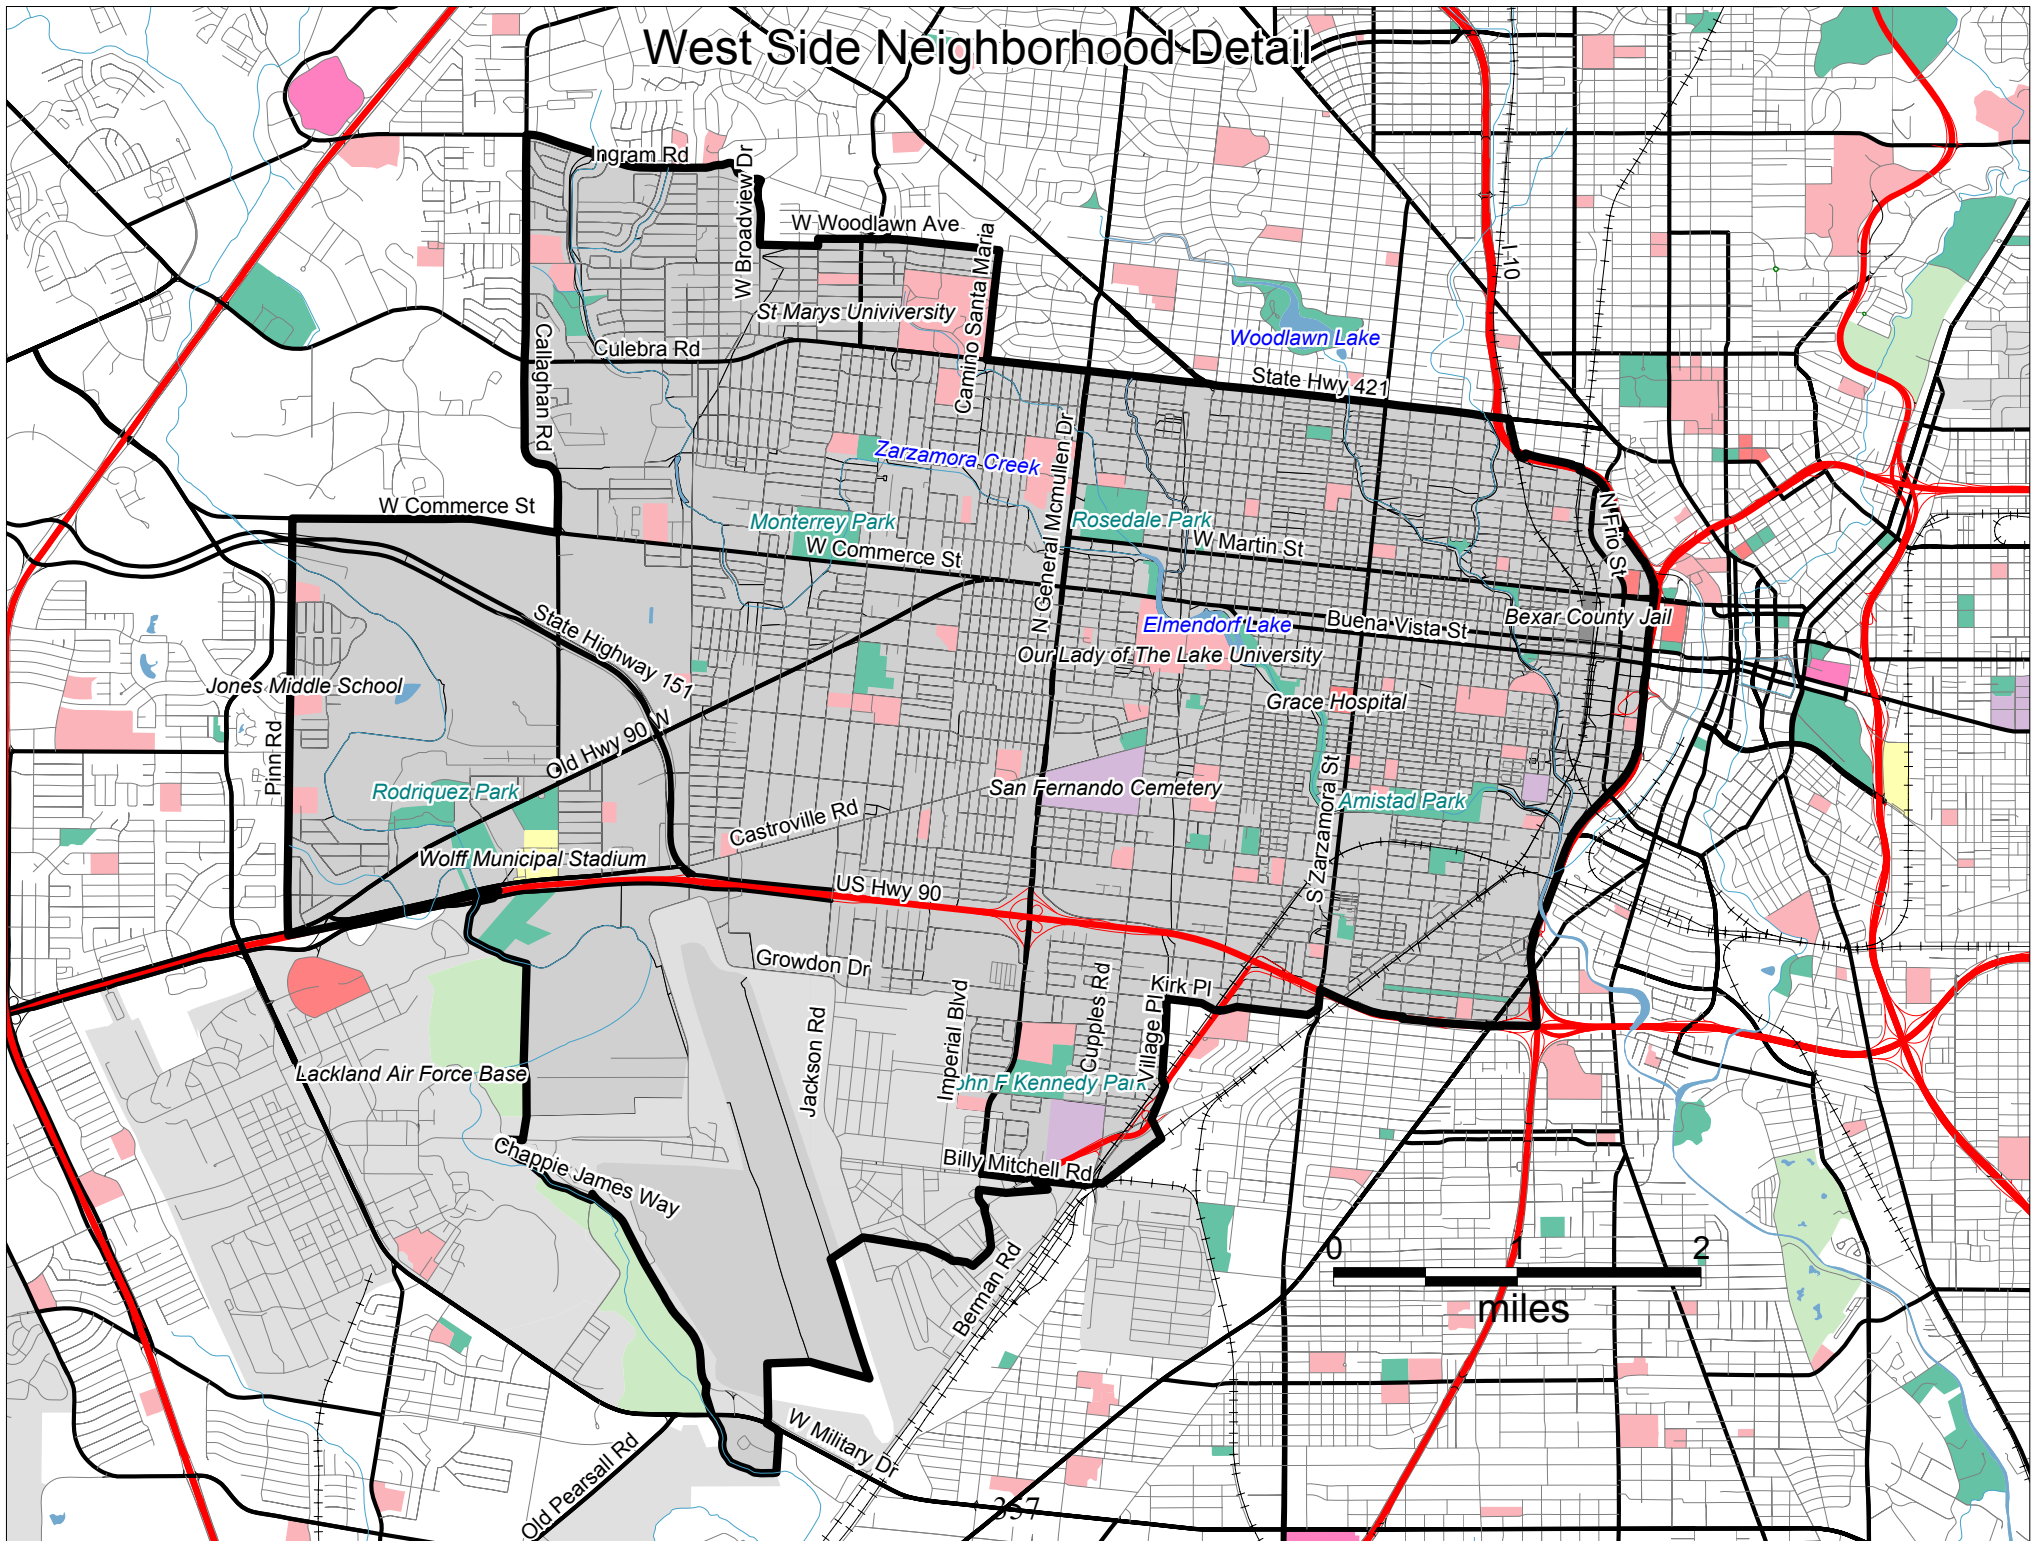 West Side Neighborhood Detail
Ingram Rd
W Broadview Dr
W Woodlawn Ave
Camino Santa Maria
I-10
St Marys Univiversity
Woodlawn Lake
Callaghan Rd
Culebra Rd
State Hwy 421
Zarzamora Creek
N General Mcmullen Dr
W Commerce St
Monterrey Park
Rosedale Park
N Frio St
W Commerce St
W Martin St
State Highway 151
Elmendorf Lake
Buena Vista St
Bexar County Jail
Our Lady of The Lake University
Jones Middle School
Grace Hospital
Pinn Rd
Old Hwy 90 W
Rodriquez Park
San Fernando Cemetery
S Zarzamora St
Amistad Park
Castroville Rd
Wolff Municipal Stadium
US Hwy 90
Growdon Dr
Kirk Pl
Imperial Blvd
Cupples Rd
Village Pl
Jackson Rd
Lackland Air Force Base
ohn F Kennedy Park
Chappie James Way
Billy Mitchell Rd
Berman Rd
0 1 2
miles
W Military Dr
Old Pearsall Rd
357